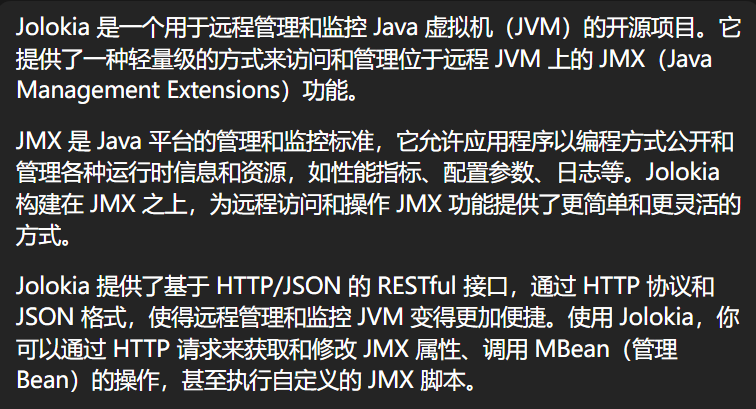 Jolokia 是一个用于远程管理和监控 Java 虚拟机（JVM）的开源项目。它
提供了一种轻量级的方式来访问和管理位于远程 JVM 上的 JMX（Java
Management Extensions）功能。
JMX 是 Java 平台的管理和监控标准，它允许应用程序以编程方式公开和
管理各种运行时信息和资源，如性能指标、配置参数、日志等。Jolokia
构建在 JMX 之上，为远程访问和操作 JMX 功能提供了更简单和更灵活的
方式。
Jolokia 提供了基于 HTTP/JSON 的 RESTful 接口，通过 HTTP 协议和
JSON 格式，使得远程管理和监控 JVM 变得更加便捷。使用 Jolokia，你
可以通过 HTTP 请求来获取和修改 JMX 属性、调用 MBean（管理
Bean）的操作，甚至执行自定义的 JMX 脚本。